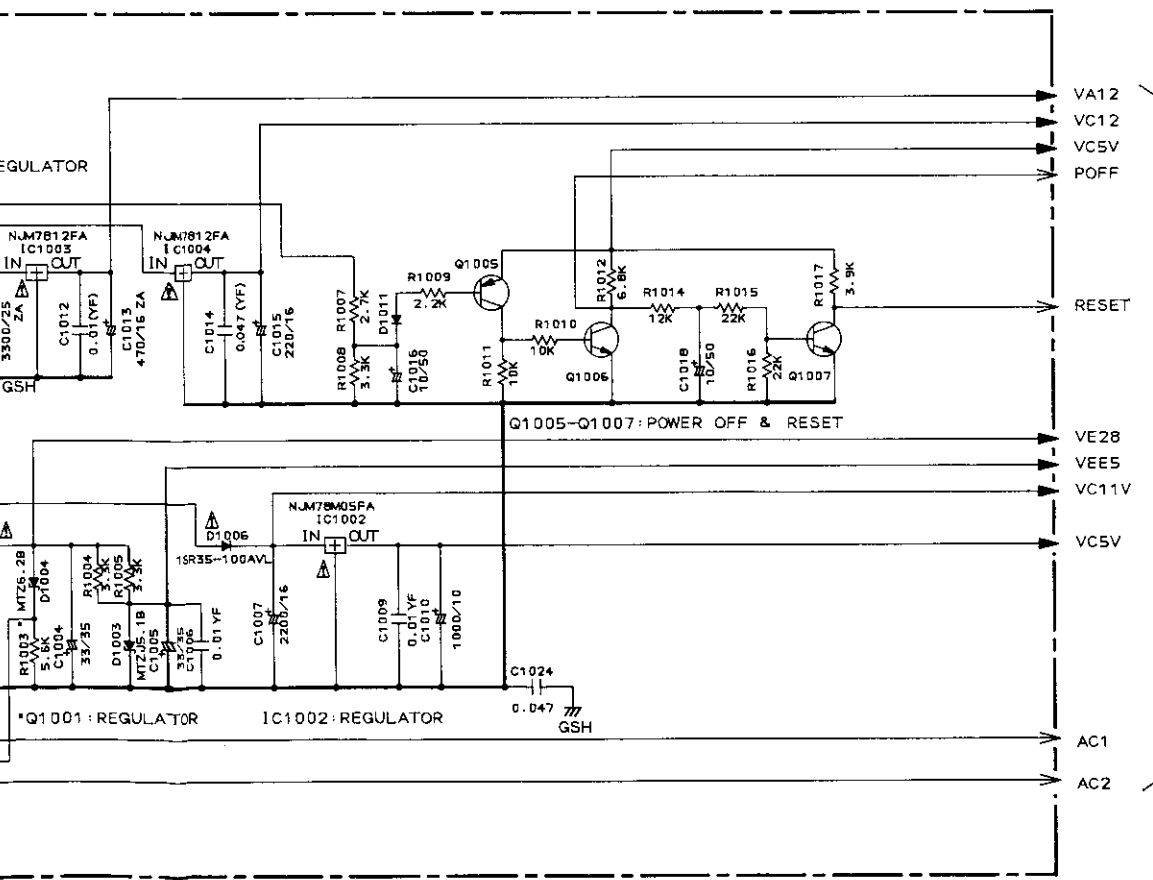 VA12
VC12
VC5V
EGULATOR
POFF
NJM7812FA
IC1003
IN OUT
NJM7812FA
IC1004
IN OUT
330/25
ZA
C1012
0.01(YF)
C1013
470/16 ZA
C1014
0.047(YF)
C1015
220/16
GSH
R1007
2.7K
R1008
3.3K
D1011
C1016
10/50
R1009
2.2K
Q1005
R1011
10K
R1010
10K
R1012
6.8K
Q1006
R1014
12K
R1015
22K
C1018
10/50
R1016
22K
R1017
3.9K
Q1007
RESET
Q1005-Q1007:POWER OFF & RESET
VE28
VEE5
VC11V
VC5V
MTZ6.2B
D1004
R1003
5.6K
C1004
33/35
R1004
3.3K
R1005
3.3K
D1003
MTZJ5.1B
C1005
33/35
C1006
0.01YF
D1006
1SR35-100AVL
NJM78M05FA
IC1002
IN OUT
C1007
2200/16
C1009
0.01YF
C1010
1000/10
C1024
0.047
GSH
*Q1001:REGULATOR
IC1002:REGULATOR
AC1
AC2